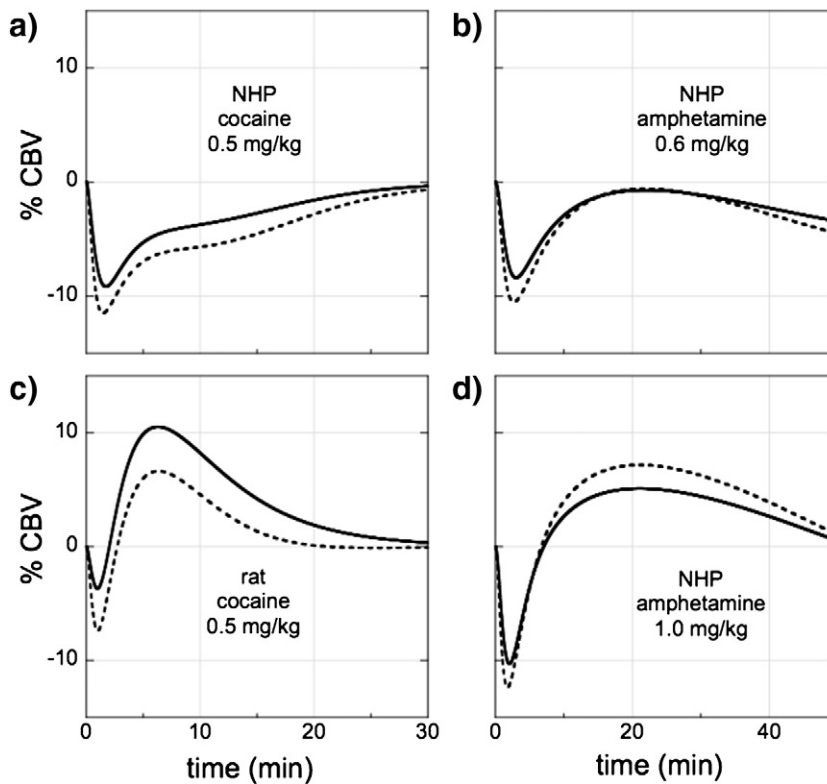 a)
% CBV
10
0
-10
NHP
cocaine
0.5 mg/kg
b)
NHP
amphetamine
0.6 mg/kg
c)
% CBV
10
0
-10
rat
cocaine
0.5 mg/kg
0
10
20
30
time (min)
d)
NHP
amphetamine
1.0 mg/kg
0
20
40
time (min)